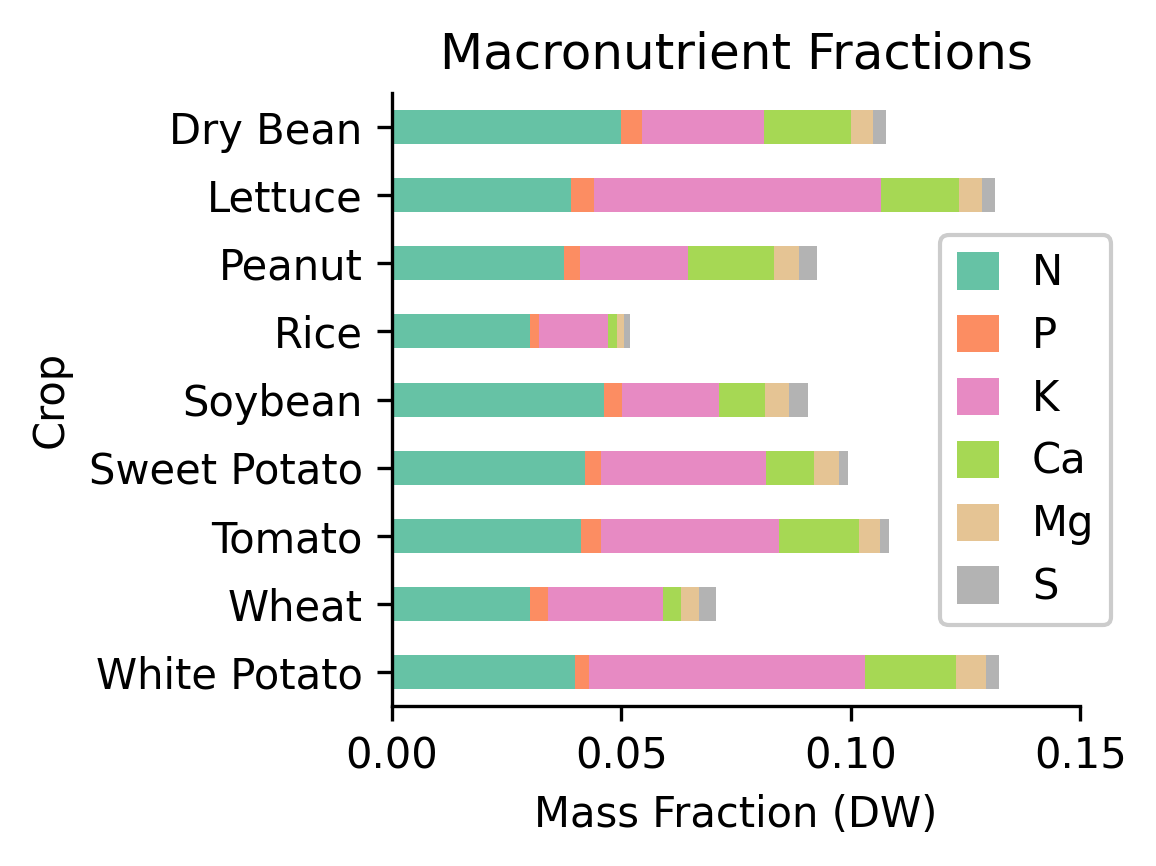 Macronutrient Fractions
Crop
Dry Bean
Lettuce
Peanut
Rice
Soybean
Sweet Potato
Tomato
Wheat
White Potato
N
P
K
Ca
Mg
S
0.00 0.05 0.10 0.15
Mass Fraction (DW)